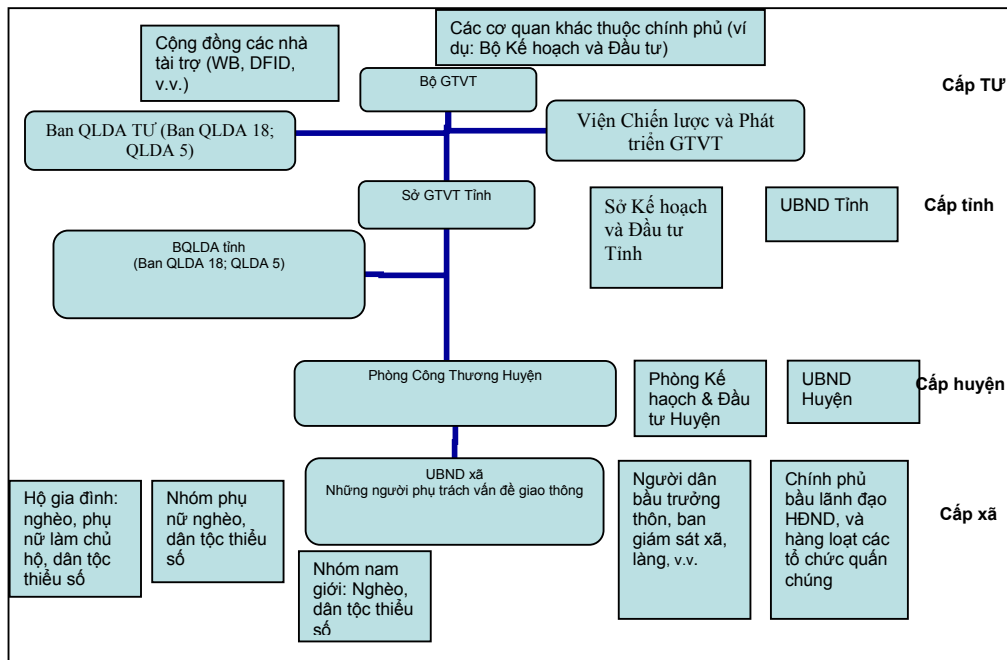 Cộng đồng các nhà
tài trợ (WB, DFID,
v.v.)
Các cơ quan khác thuộc chính phủ (ví
dụ: Bộ Kế hoạch và Đầu tư)
Bộ GTVT
Cấp TƯ
Ban QLDA TƯ (Ban QLDA 18;
QLDA 5)
Viện Chiến lược và Phát
triển GTVT
Sở GTVT Tỉnh
Sở Kế hoạch
và Đầu tư
Tỉnh
UBND Tỉnh
Cấp tỉnh
BQLDA tỉnh
(Ban QLDA 18; QLDA 5)
Phòng Công Thương Huyện
Phòng Kế
haọch & Đầu
tư Huyện
UBND
Huyện
Cấp huyện
UBND xã
Những người phụ trách vấn đề giao thông
Hộ gia đình:
nghèo, phụ
nữ làm chủ
hộ, dân tộc
thiểu số
Nhóm phụ
nữ nghèo,
dân tộc thiểu
số
Nhóm nam
giới: Nghèo,
dân tộc thiểu
số
Người dân
bầu trưởng
thôn, ban
giám sát xã,
làng, v.v.
Chính phủ
bầu lãnh đạo
HĐND, và
hàng loạt các
tổ chức quấn
chúng
Cấp xã